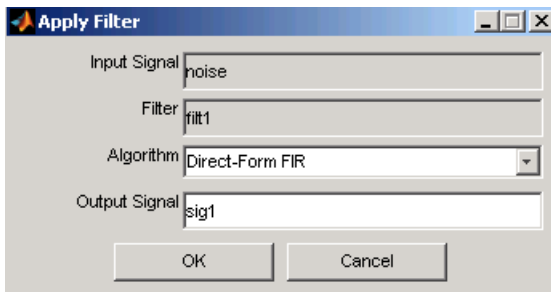 Apply Filter
Input Signal noise
Filter filt1
Algorithm Direct-Form FIR
Output Signal sig1
OK Cancel